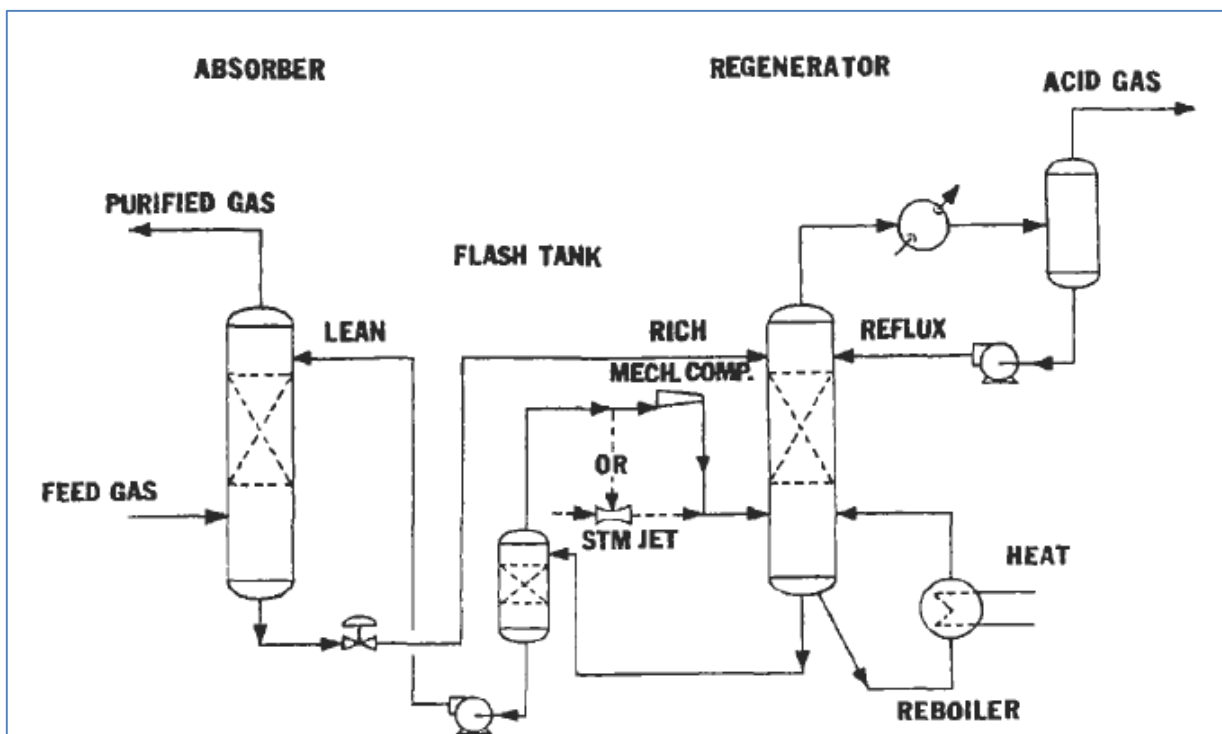 ABSORBER
REGENERATOR
ACID GAS
PURIFIED GAS
FLASH TANK
LEAN
RICH
REFLUX
MECH. COMP.
OR
FEED GAS
STM JET
HEAT
REBOILER